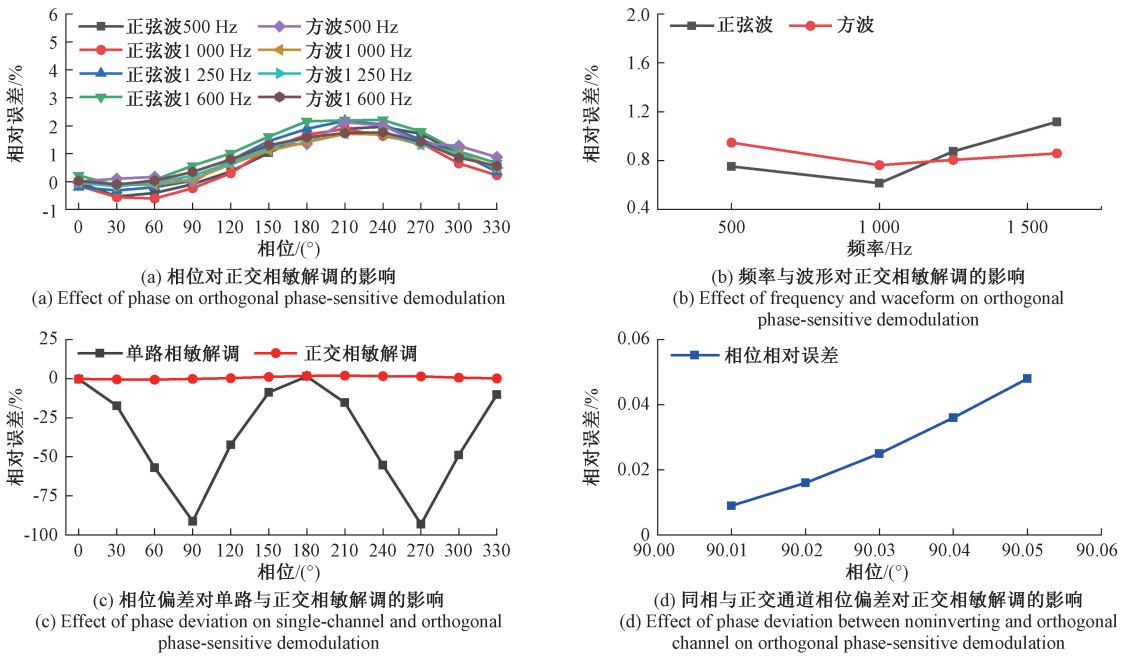 6
5
4
3
2
1
0
-1
相对误差/%
正弦波500 Hz
正弦波1 000 Hz
正弦波1 250 Hz
正弦波1 600 Hz
方波500 Hz
方波1 000 Hz
方波1 250 Hz
方波1 600 Hz
0 30 60 90 120 150 180 210 240 270 300 330
相位/(°)
(a) 相位对正交相敏解调的影响
(a) Effect of phase on orthogonal phase-sensitive demodulation
2.0
1.6
1.2
0.8
0.4
相对误差/%
正弦波 方波
500 1 000 1 500
频率/Hz
(b) 频率与波形对正交相敏解调的影响
(b) Effect of frequency and waveform on orthogonal
phase-sensitive demodulation
25
0
-25
-50
-75
-100
相对误差/%
单路相敏解调 正交相敏解调
0 30 60 90 120 150 180 210 240 270 300 330
相位/(°)
(c) 相位偏差对单路与正交相敏解调的影响
(c) Effect of phase deviation on single-channel and orthogonal
phase-sensitive demodulation
0.06
0.04
0.02
0
相对误差/%
相位相对误差
90.00 90.01 90.02 90.03 90.04 90.05 90.06
相位/(°)
(d) 同相与正交通道相位偏差对正交相敏解调的影响
(d) Effect of phase deviation between noninverting and orthogonal
channel on orthogonal phase-sensitive demodulation